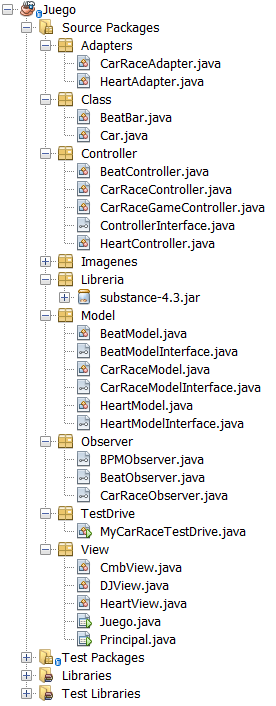 Juego
Source Packages
Adapters
CarRaceAdapter.java
HeartAdapter.java
Class
BeatBar.java
Car.java
Controller
BeatController.java
CarRaceController.java
CarRaceGameController.java
ControllerInterface.java
HeartController.java
Imagenes
Libreria
substance-4.3.jar
Model
BeatModel.java
BeatModelInterface.java
CarRaceModel.java
CarRaceModelInterface.java
HeartModel.java
HeartModelInterface.java
Observer
BPMObserver.java
BeatObserver.java
CarRaceObserver.java
TestDrive
MyCarRaceTestDrive.java
View
CmbView.java
DJView.java
HeartView.java
Juego.java
Principal.java
Test Packages
Libraries
Test Libraries